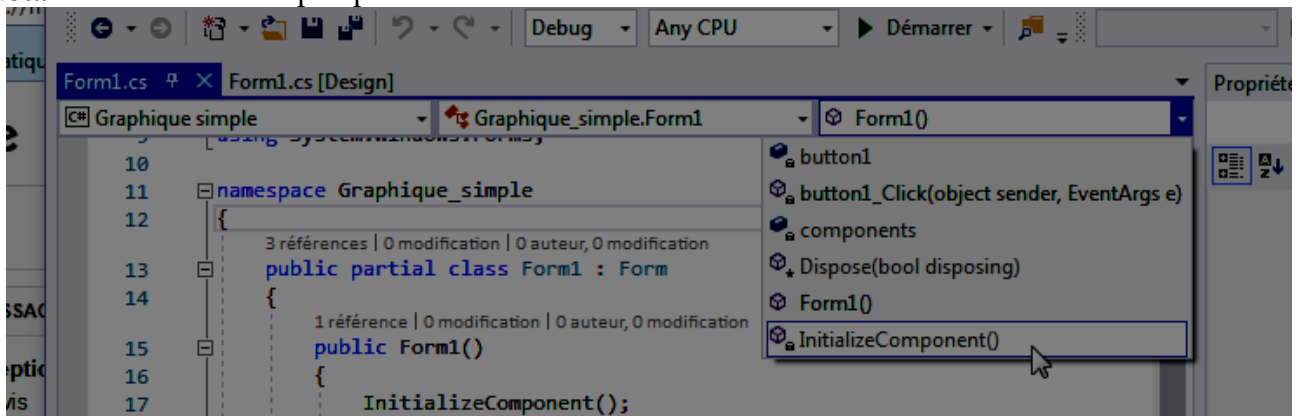 Debug Any CPU Démarrer
Form1.cs Form1.cs [Design]
C# Graphique simple Graphique_simple.Form1 Form1()
Propriéte
button1
button1_Click(object sender, EventArgs e)
components
Dispose(bool disposing)
Form1()
InitializeComponent()
10
11 namespace Graphique_simple
12 {
3 références | 0 modification | 0 auteur, 0 modification
13 public partial class Form1 : Form
14 {
1 référence | 0 modification | 0 auteur, 0 modification
15 public Form1()
16 {
17 InitializeComponent();